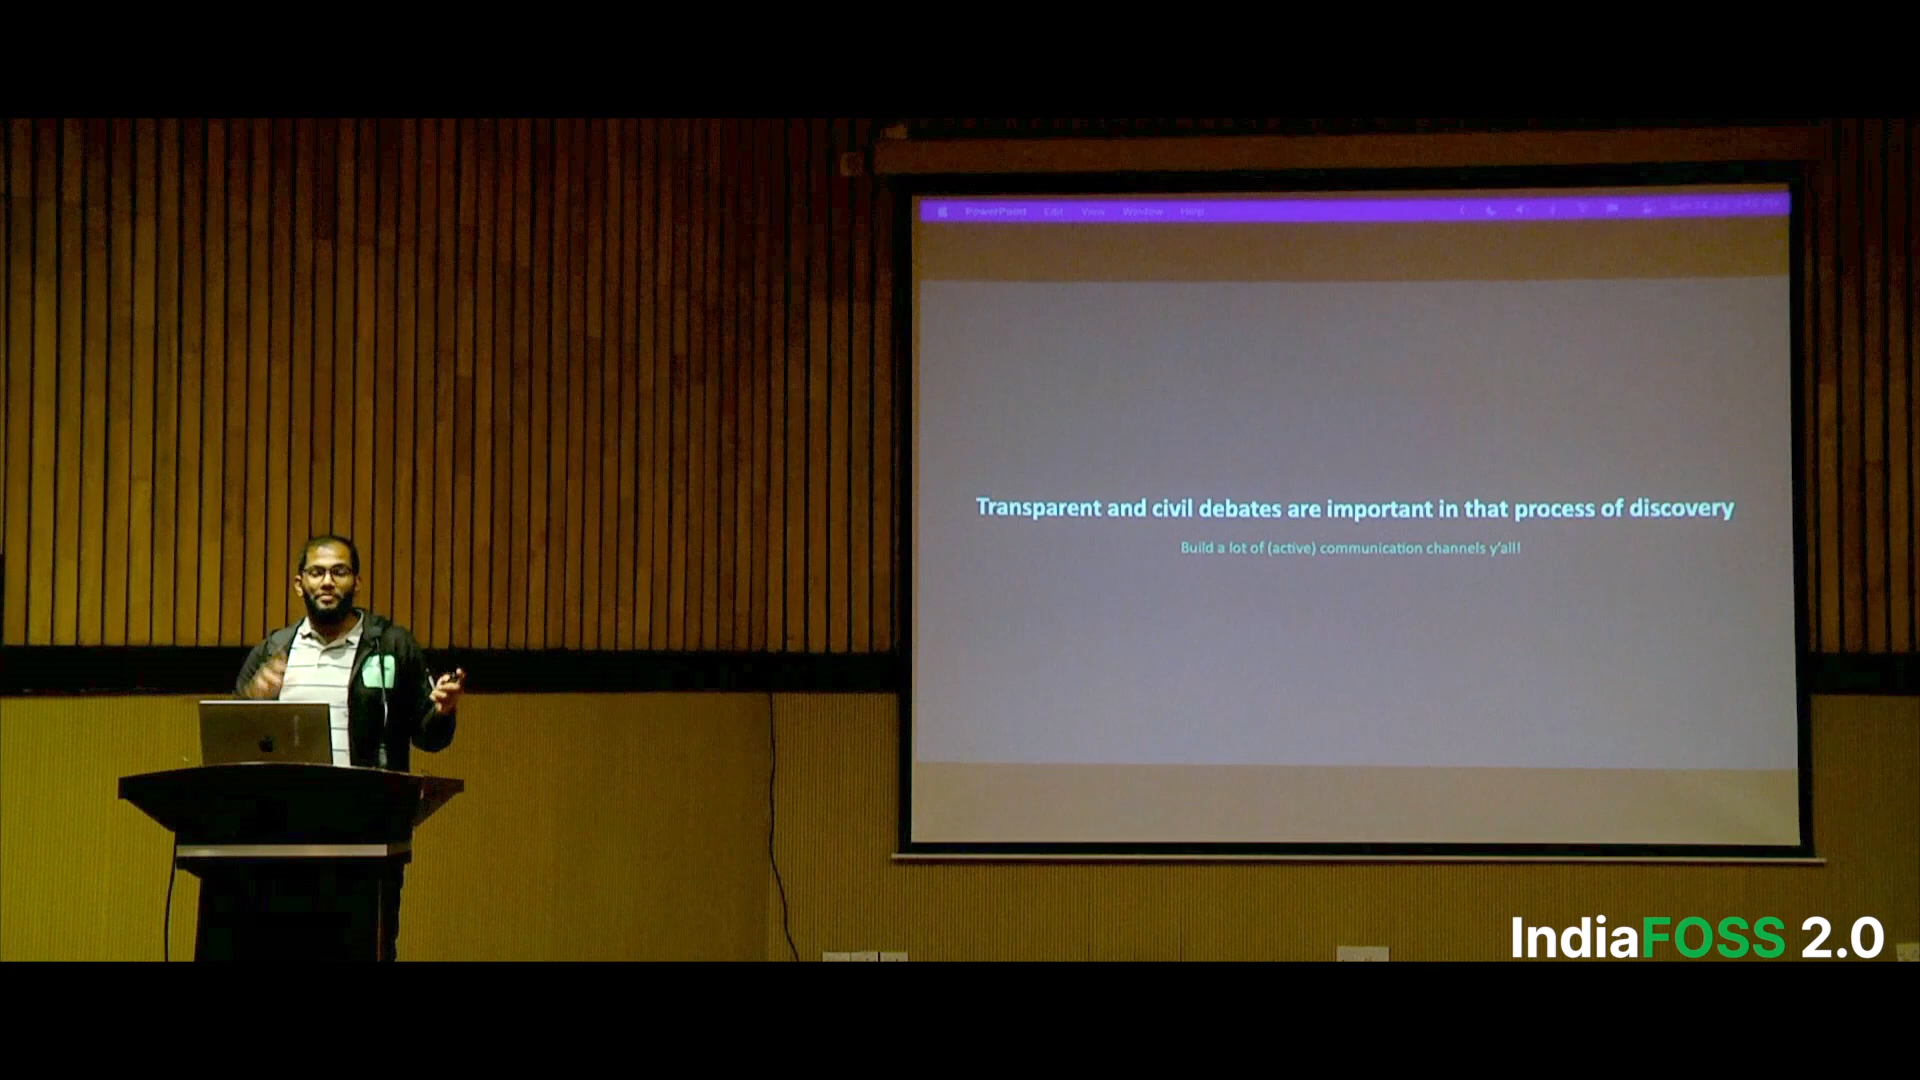 PowerPoint Edit View Window Help
Transparent and civil debates are important in that process of discovery
Build a lot of (active) communication channels y'all!
IndiaFOSS 2.0